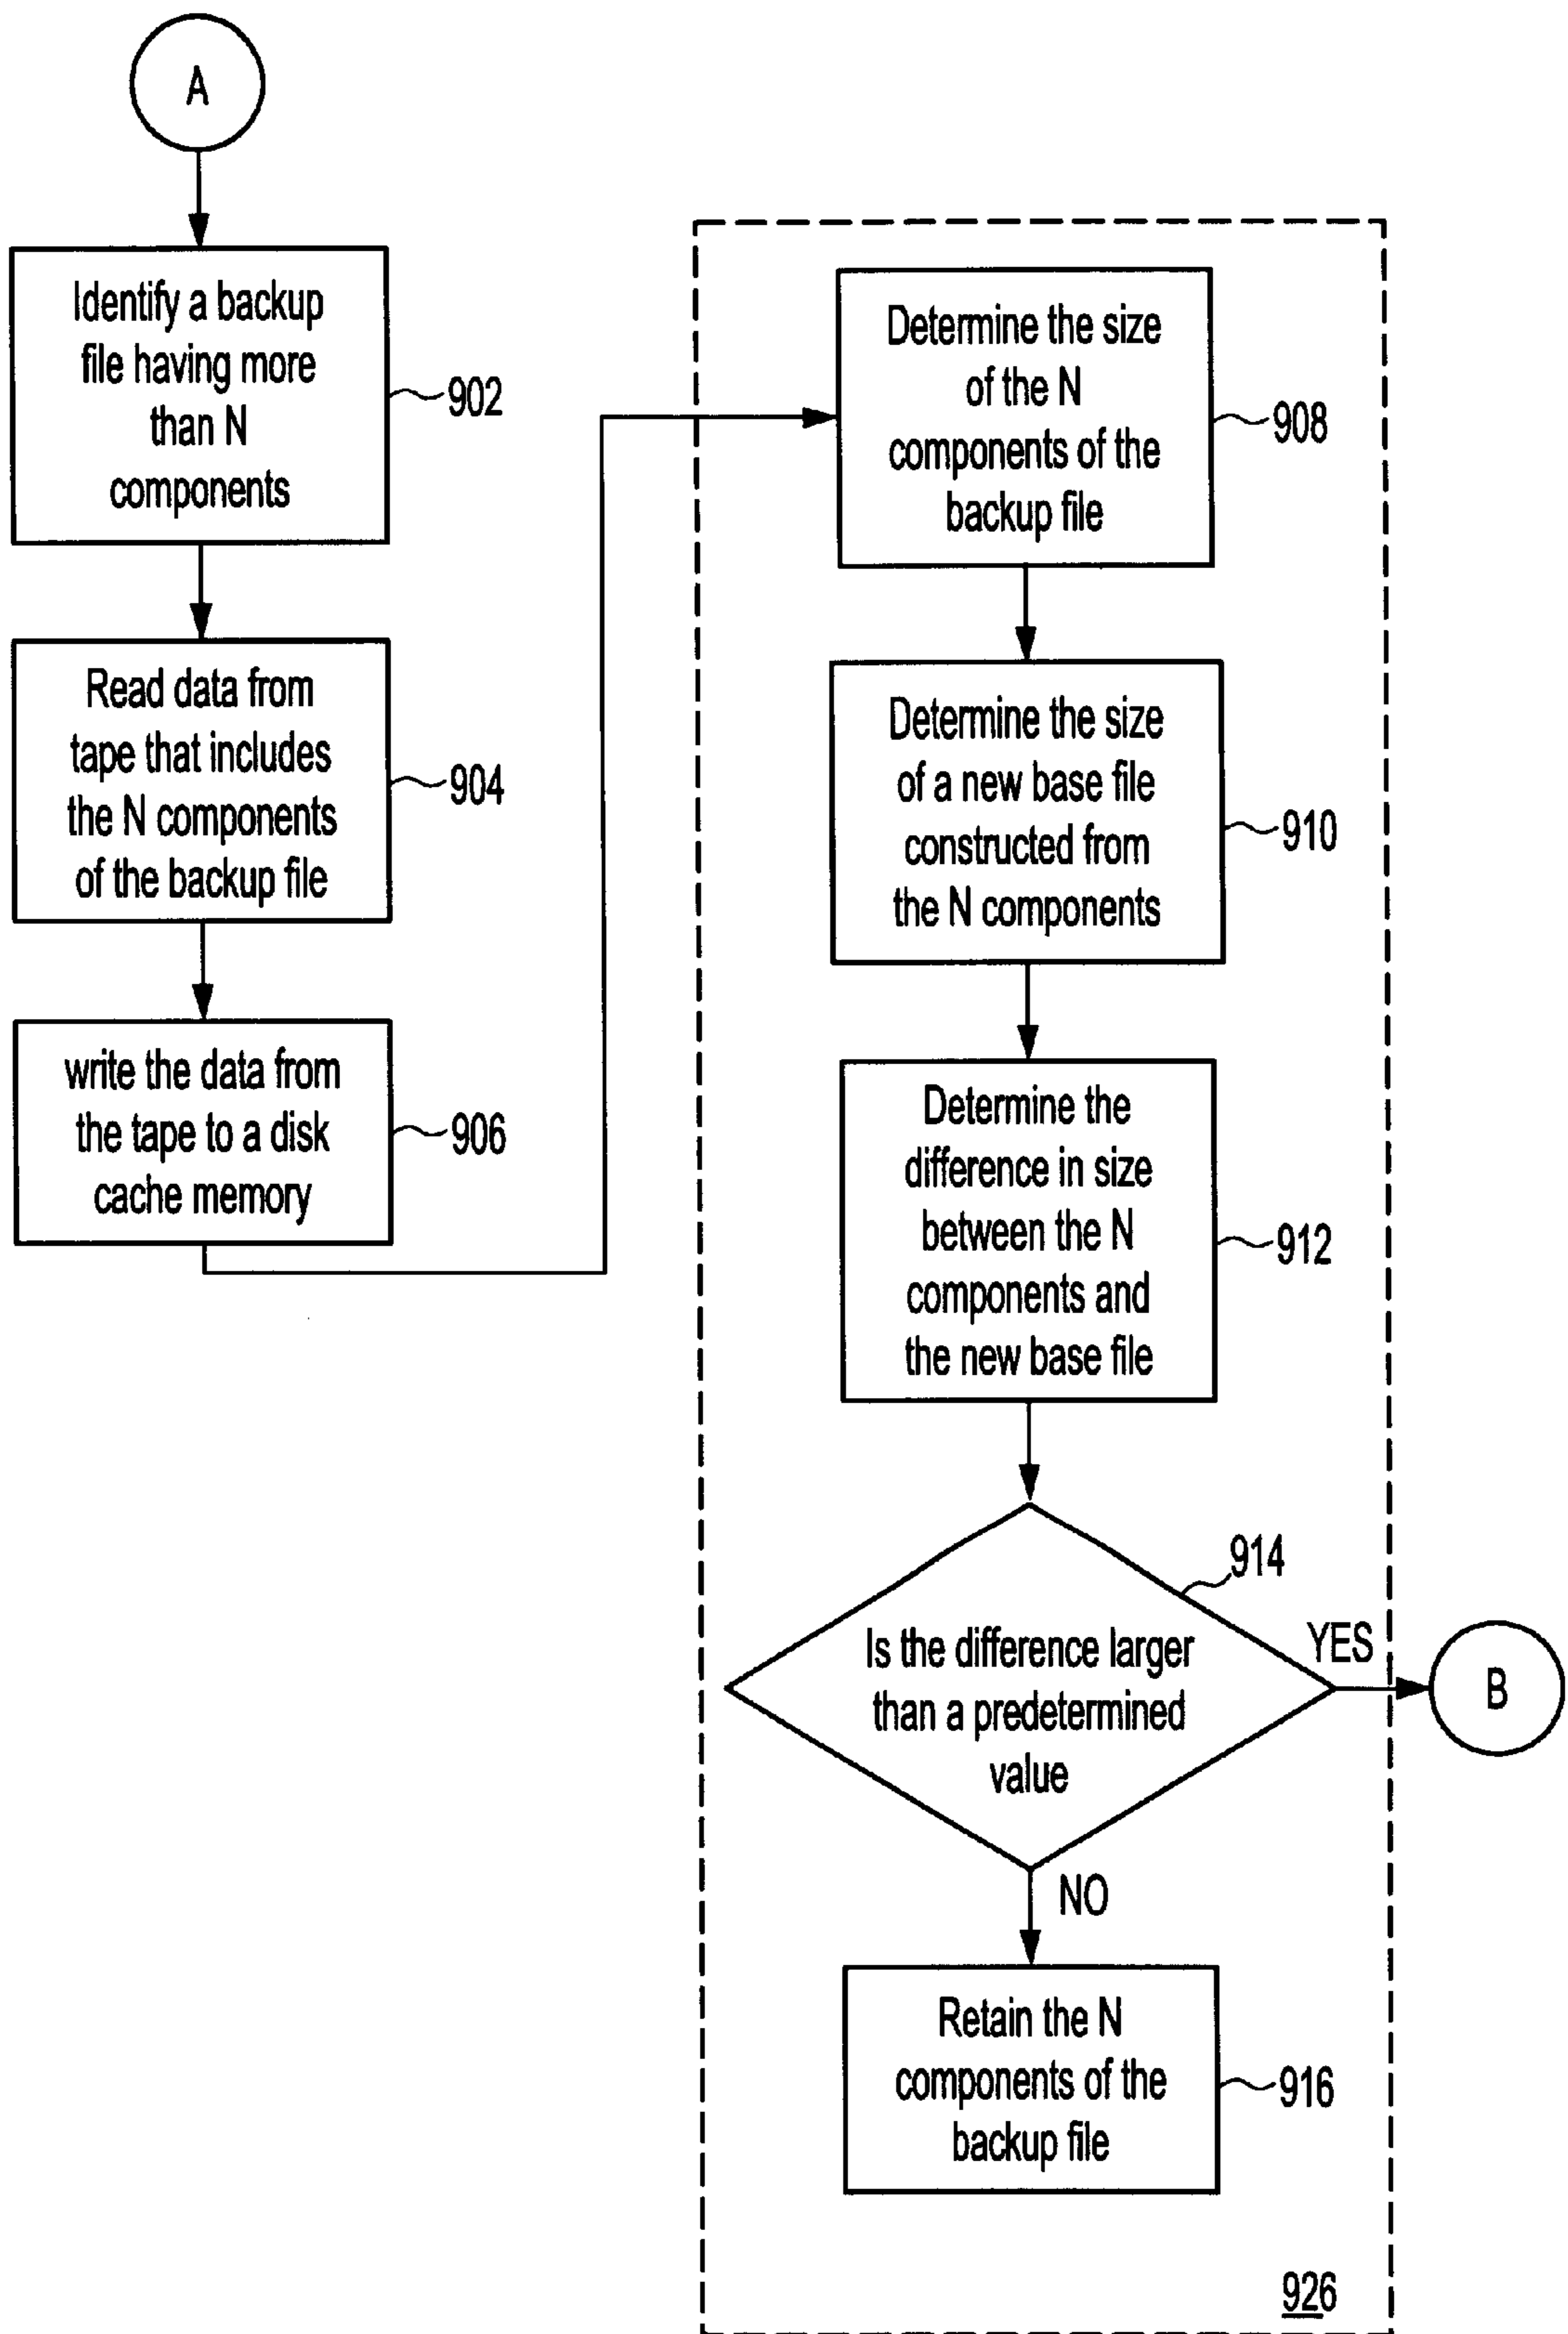 A
Identify a backup
file having more
than N
components
902
Read data from
tape that includes
the N components
of the backup file
904
write the data from
the tape to a disk
cache memory
906
Determine the size
of the N
components of the
backup file
908
Determine the size
of a new base file
constructed from
the N components
910
Determine the
difference in size
between the N
components and
the new base file
912
914
Is the difference larger
than a predetermined
value
YES
B
NO
Retain the N
components of the
backup file
916
926